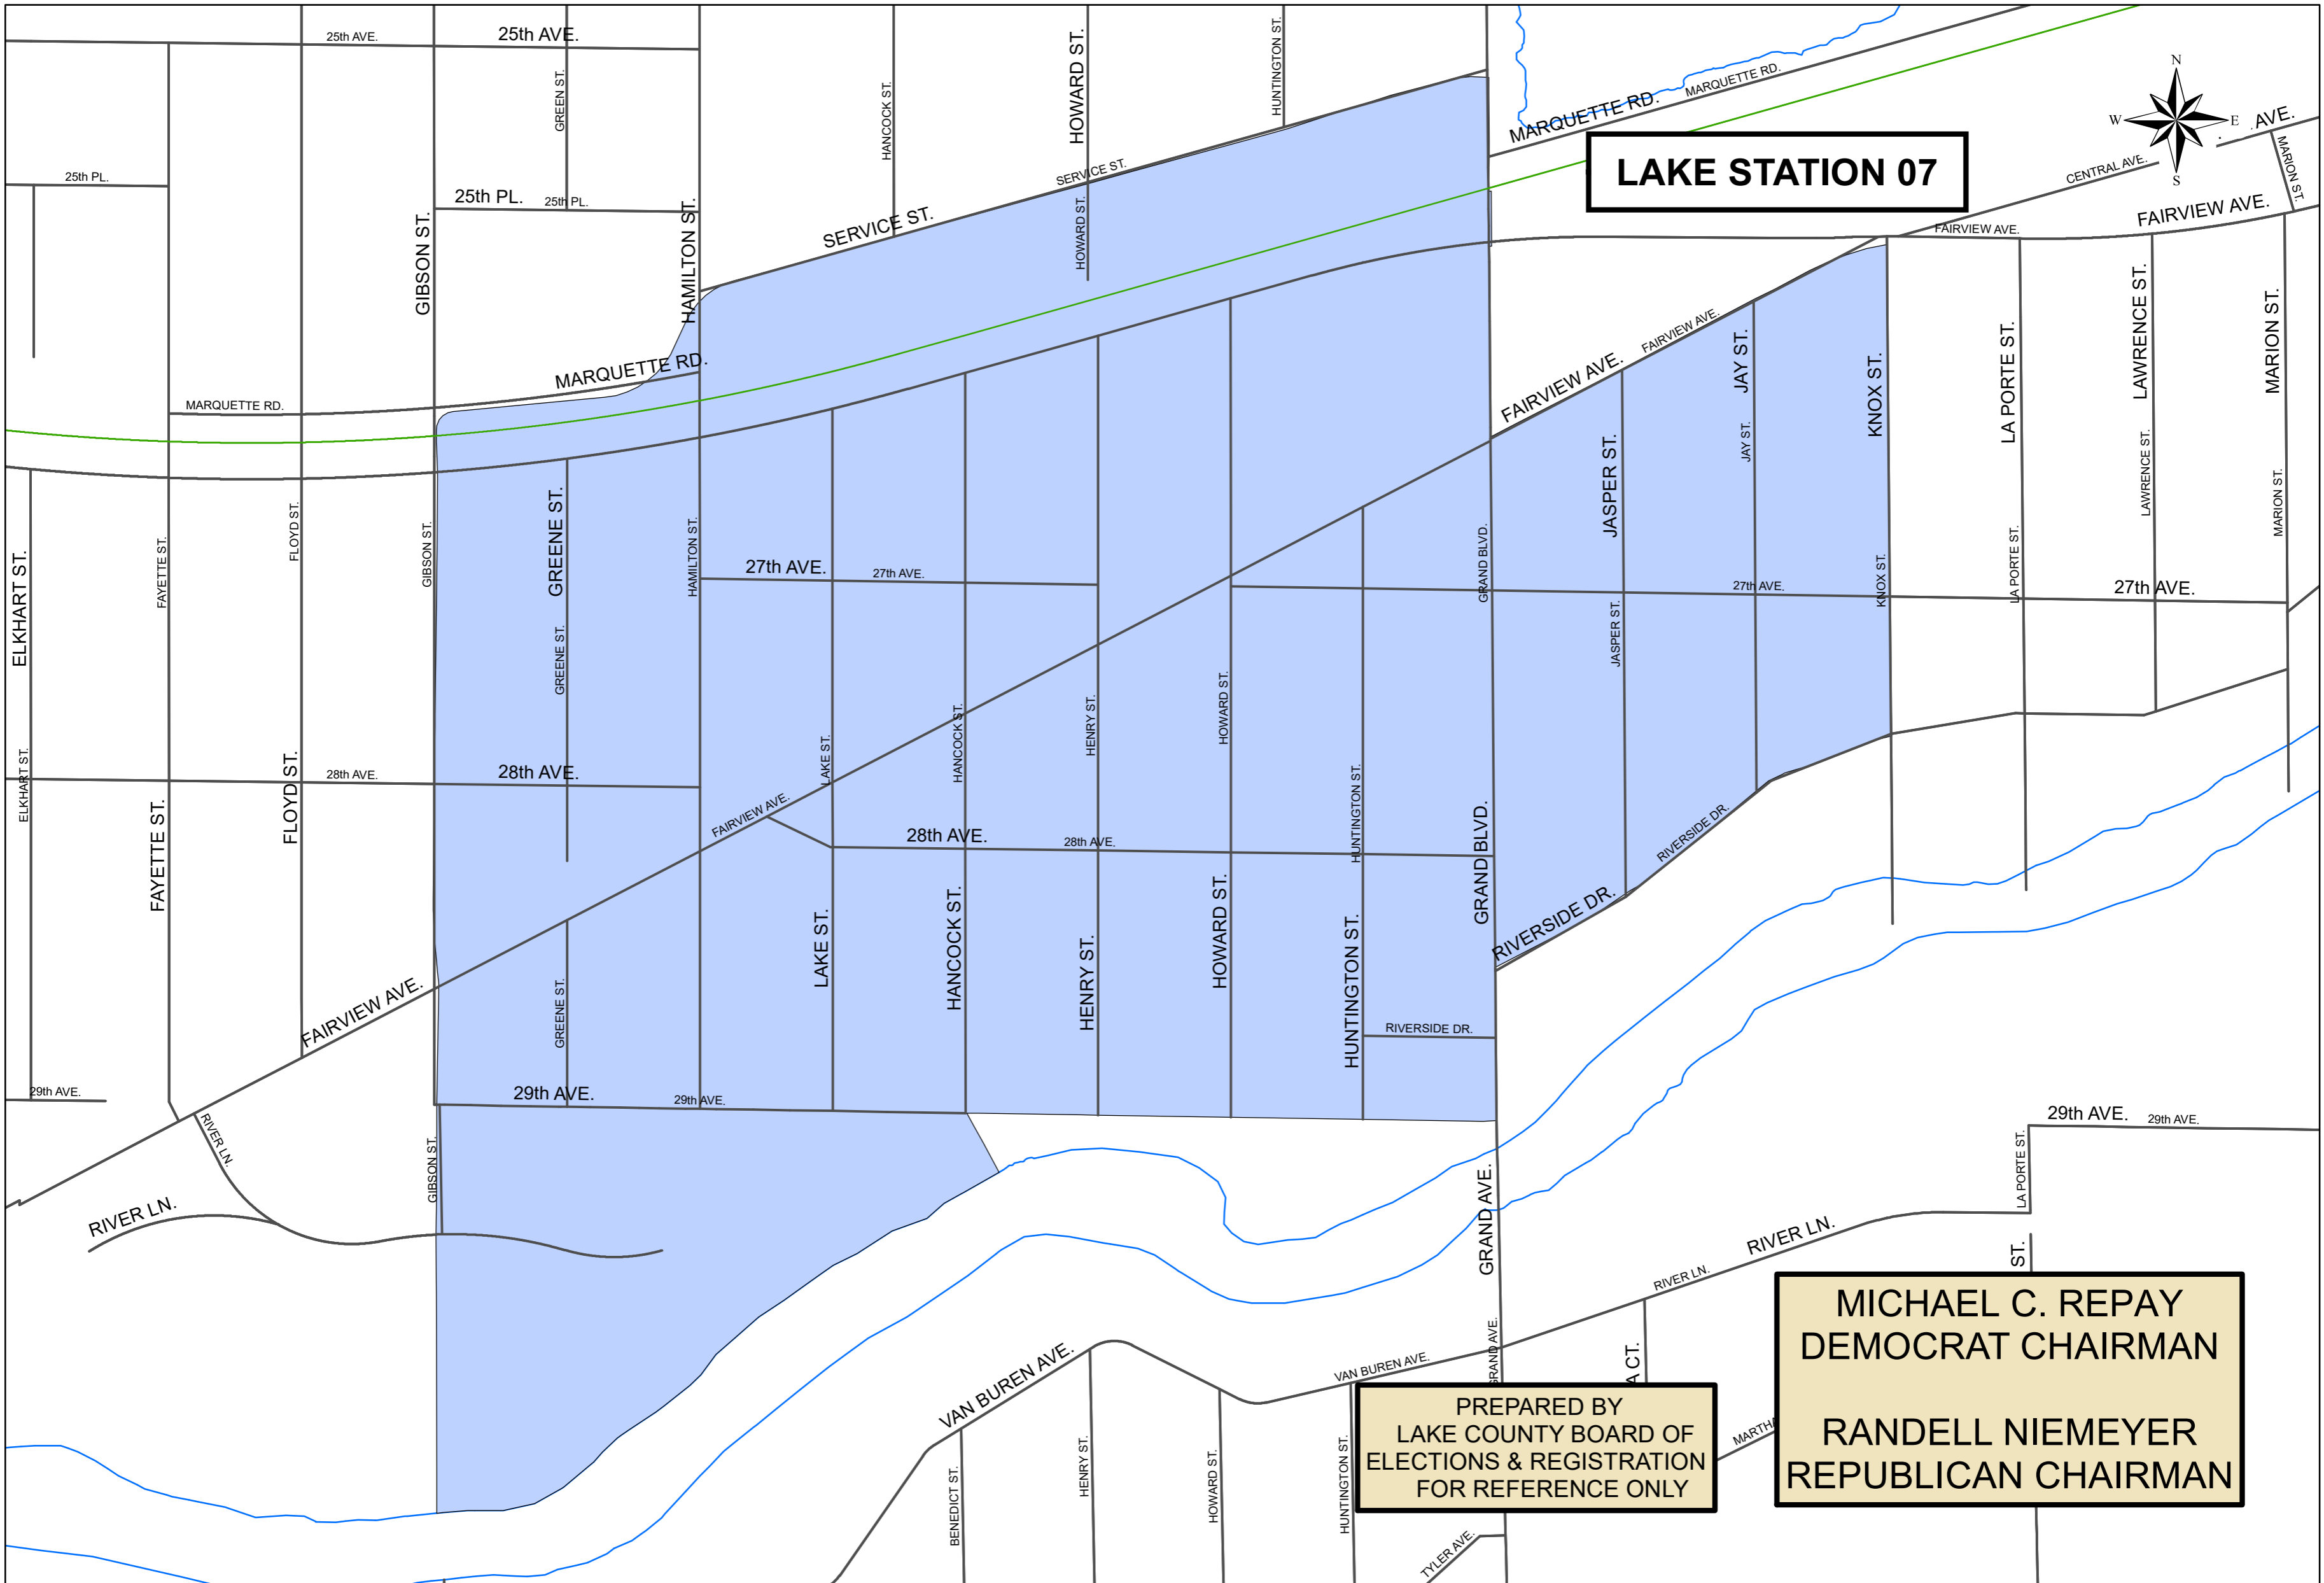 25th AVE.
25th AVE.
GREEN ST.
HANCOCK ST.
HOWARD ST.
HUNTINGTON ST.
MARQUETTE RD.
MARQUETTE RD.
N
W
E
S
AVE.
MARION ST.
CENTRAL AVE.
LAKE STATION 07
25th PL.
25th PL.
25th PL.
GIBSON ST.
HAMILTON ST.
SERVICE ST.
SERVICE ST.
HOWARD ST.
FAIRVIEW AVE.
FAIRVIEW AVE.
MARQUETTE RD.
MARQUETTE RD.
FAIRVIEW AVE.
FAIRVIEW AVE.
JAY ST.
KNOX ST.
LA PORTE ST.
LAWRENCE ST.
MARION ST.
ELKHART ST.
FAYETTE ST.
FLOYD ST.
GIBSON ST.
GREENE ST.
HAMILTON ST.
27th AVE.
27th AVE.
GRAND BLVD.
JASPER ST.
JAY ST.
27th AVE.
KNOX ST.
LA PORTE ST.
LAWRENCE ST.
MARION ST.
27th AVE.
GREENE ST.
JASPER ST.
ELKHART ST.
FAYETTE ST.
FLOYD ST.
28th AVE.
28th AVE.
FAIRVIEW AVE.
LAKE ST.
HANCOCK ST.
HENRY ST.
HOWARD ST.
HUNTINGTON ST.
28th AVE.
28th AVE.
GRAND BLVD.
RIVERSIDE DR.
RIVERSIDE DR.
LAKE ST.
HANCOCK ST.
HENRY ST.
HOWARD ST.
HUNTINGTON ST.
RIVERSIDE DR.
FAIRVIEW AVE.
GREENE ST.
29th AVE.
29th AVE.
29th AVE.
RIVER LN.
RIVER LN.
GIBSON ST.
GRAND AVE.
29th AVE.
29th AVE.
LA PORTE ST.
RIVER LN.
RIVER LN.
ST.
VAN BUREN AVE.
VAN BUREN AVE.
GRAND AVE.
A CT.
MARTHA
BENEDICT ST.
HENRY ST.
HOWARD ST.
HUNTINGTON ST.
TYLER AVE.
PREPARED BY
LAKE COUNTY BOARD OF
ELECTIONS & REGISTRATION
FOR REFERENCE ONLY
MICHAEL C. REPAY
DEMOCRAT CHAIRMAN
RANDELL NIEMEYER
REPUBLICAN CHAIRMAN